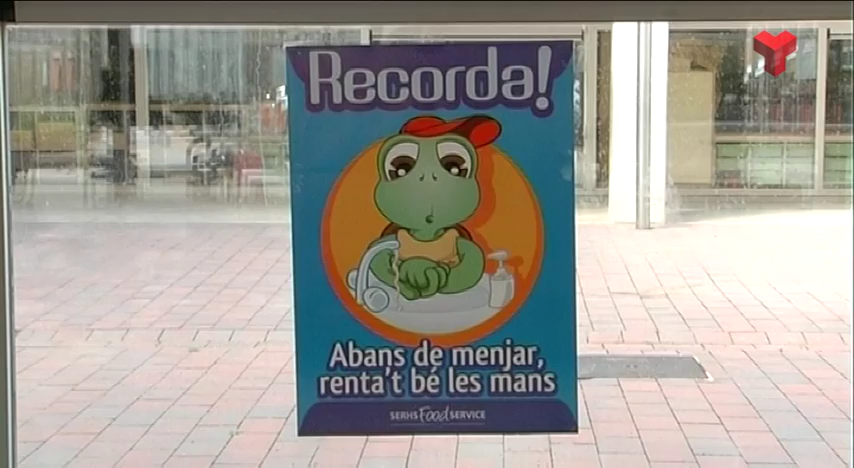 Recorda!
Abans de menjar,
renta't bé les mans
SERHS Food SERVICE